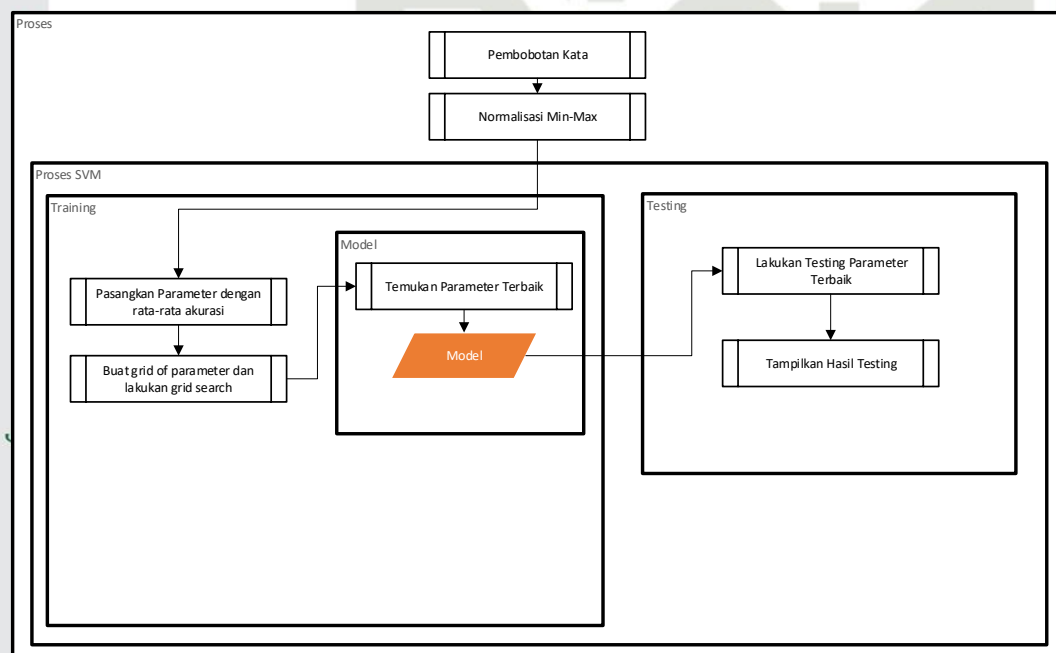 Proses
Pembobotan Kata
Normalisasi Min-Max
Proses SVM
Training
Model
Temukan Parameter Terbaik
Model
Pasangkan Parameter dengan
rata-rata akurasi
Buat grid of parameter dan
lakukan grid search
Testing
Lakukan Testing Parameter
Terbaik
Tampilkan Hasil Testing